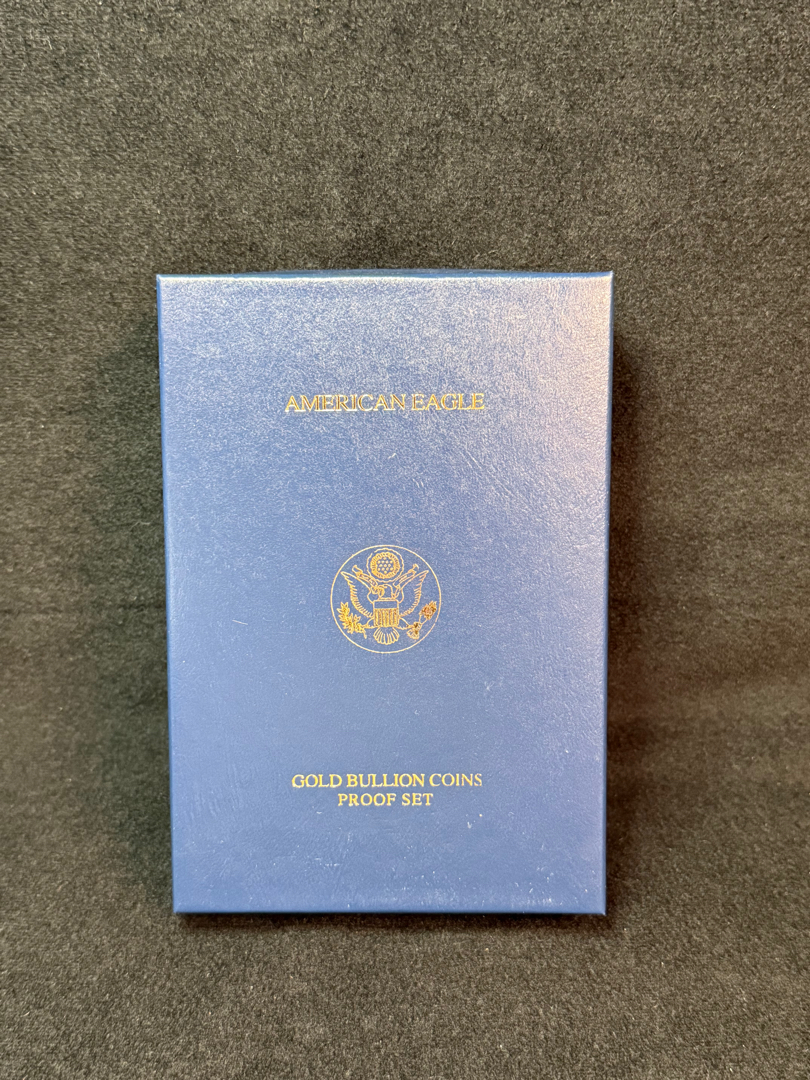 AMERICAN EAGLE
GOLD BULLION COINS
PROOF SET